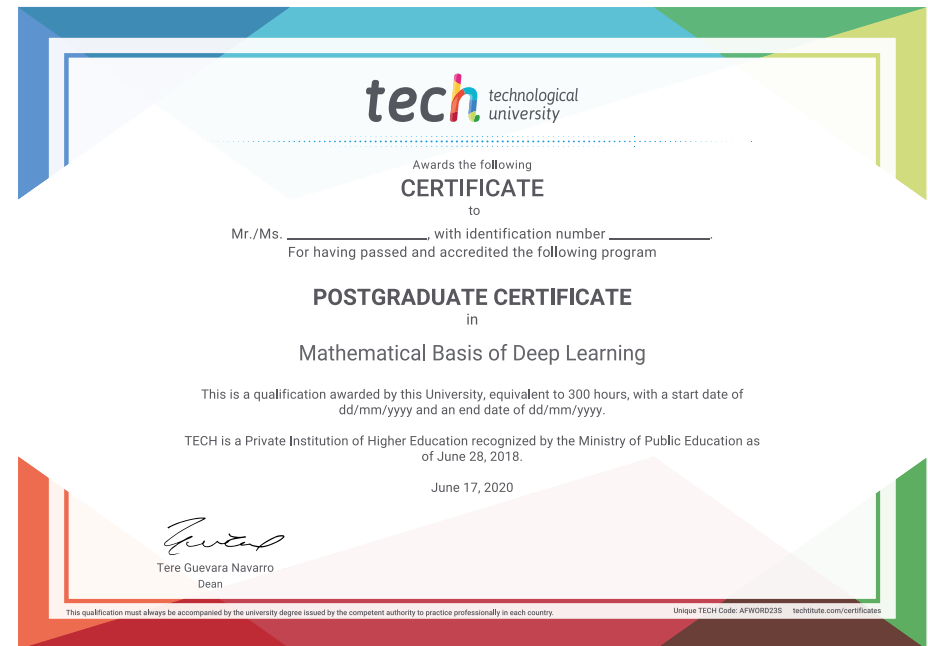 tech technological
university
Awards the following
CERTIFICATE
to
Mr./Ms. ____________________, with identification number ______________.
For having passed and accredited the following program
POSTGRADUATE CERTIFICATE
in
Mathematical Basis of Deep Learning
This is a qualification awarded by this University, equivalent to 300 hours, with a start date of
dd/mm/yyyy and an end date of dd/mm/yyyy.
TECH is a Private Institution of Higher Education recognized by the Ministry of Public Education as
of June 28, 2018.
June 17, 2020
Tere Guevara Navarro
Dean
This qualification must always be accompanied by the university degree issued by the competent authority to practice professionally in each country.
Unique TECH Code: AFWORD23S techtitute.com/certificates